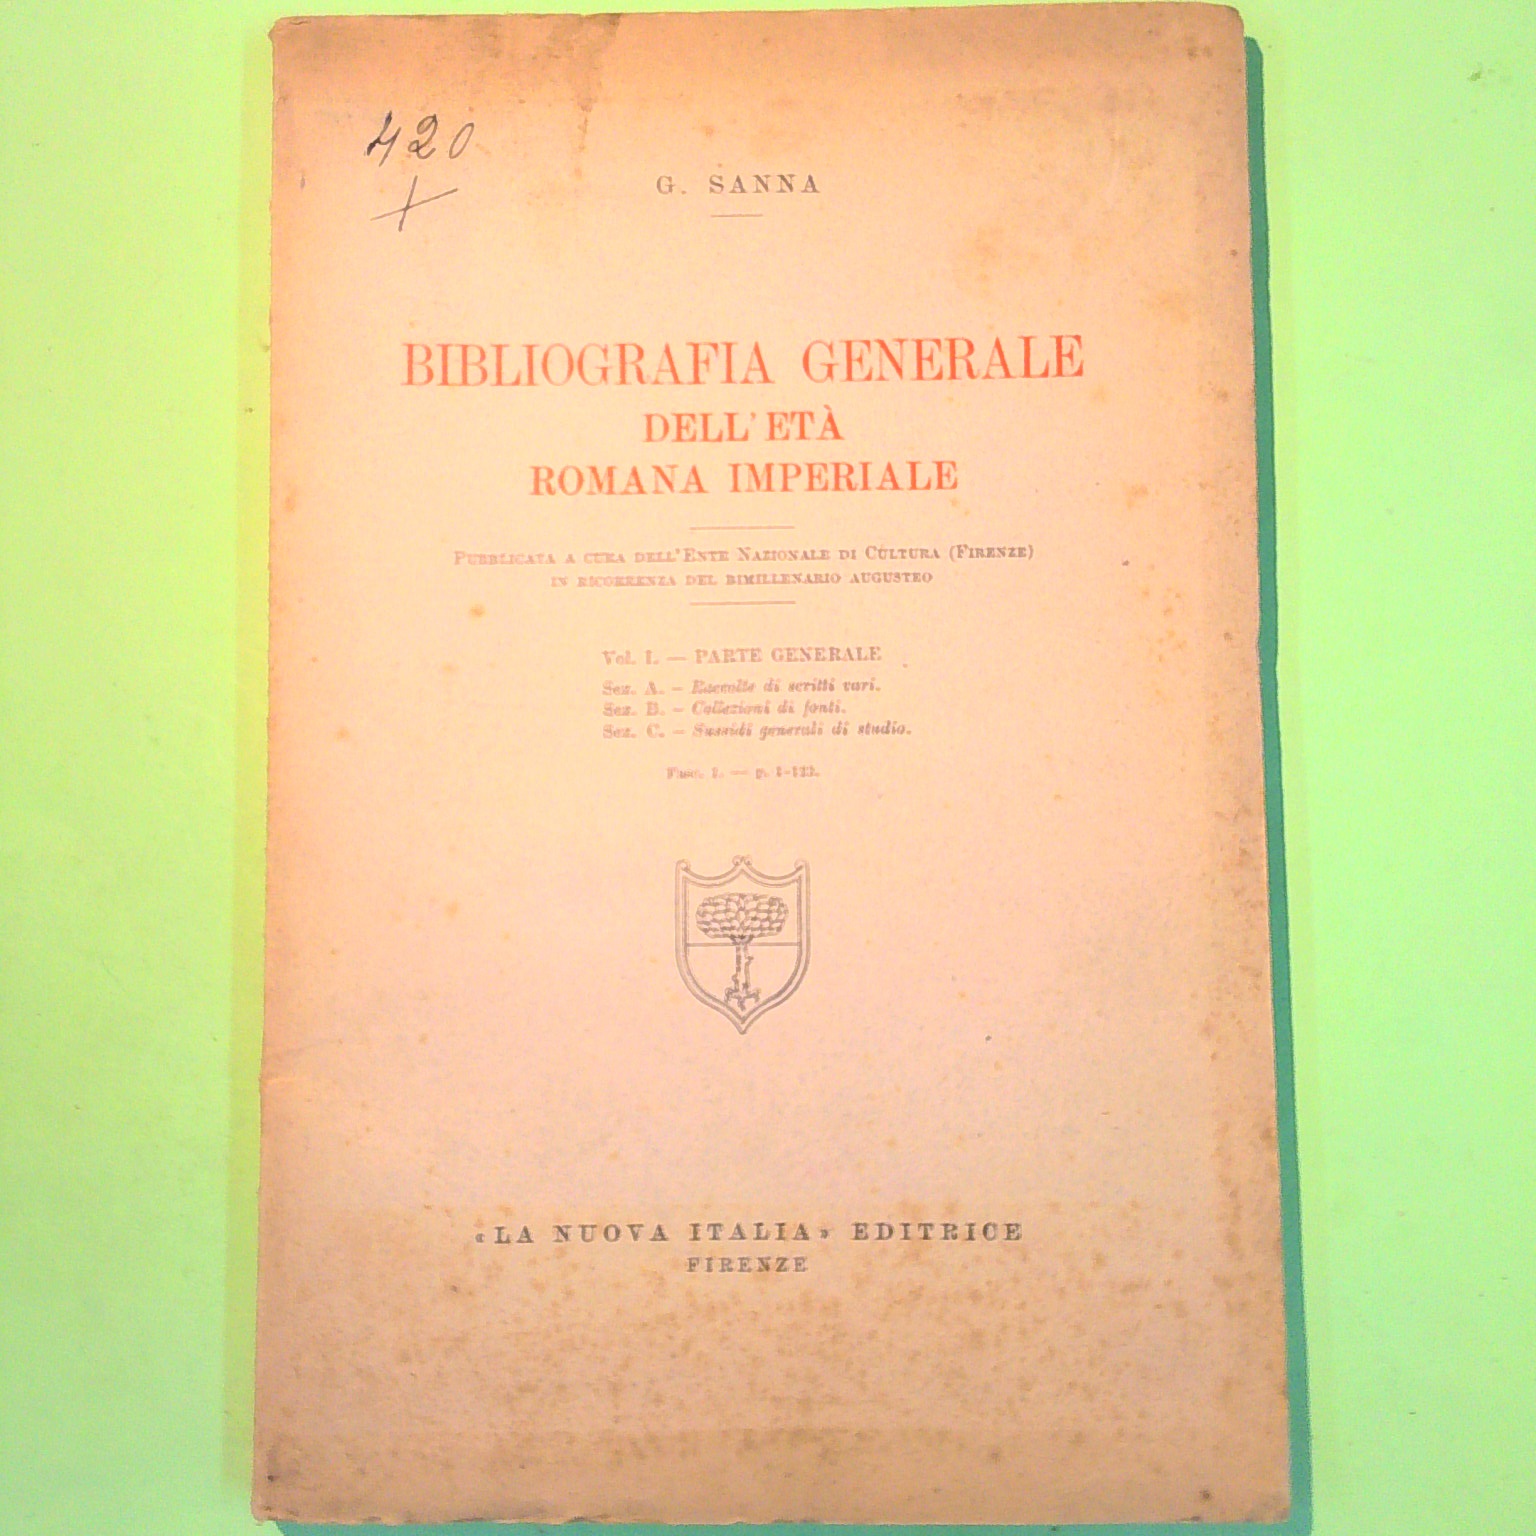 420
G. SANNA
BIBLIOGRAFIA GENERALE
DELL'ETÀ
ROMANA IMPERIALE
PUBBLICATA A CURA DELL'ENTE NAZIONALE DI CULTURA (FIRENZE)
IN RICORRENZA DEL BIMILLENARIO AUGUSTEO
Vol. I. — PARTE GENERALE
Sez. A. – Raccolte di scritti vari.
Sez. B. – Collezioni di fonti.
Sez. C. – Sussidi generali di studio.
Fasc. 1. — p.
«LA NUOVA ITALIA» EDITRICE
FIRENZE